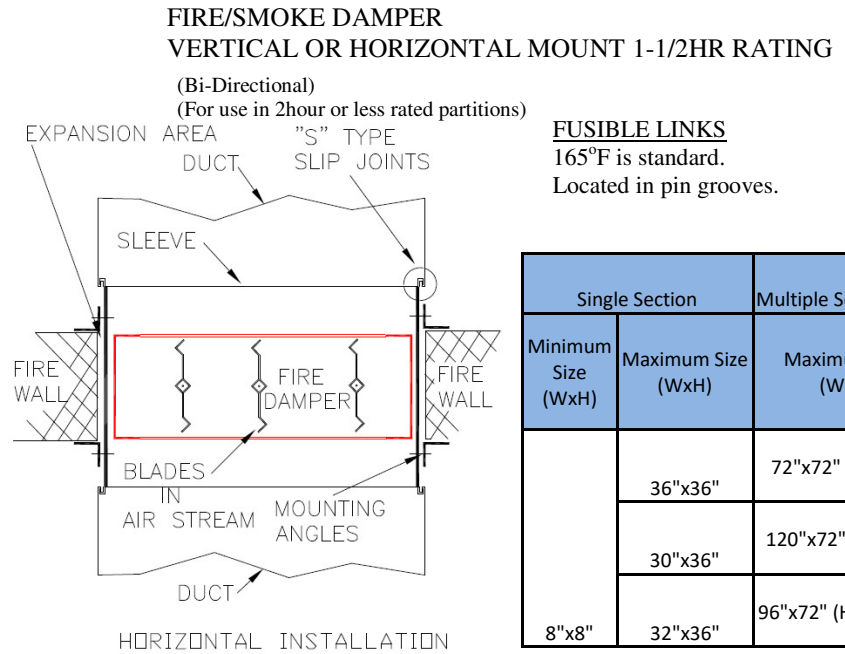 FIRE/SMOKE DAMPER
VERTICAL OR HORIZONTAL MOUNT 1-1/2HR RATING
(Bi-Directional)
(For use in 2hour or less rated partitions)
EXPANSION AREA
"S" TYPE
SLIP JOINTS
DUCT
FUSIBLE LINKS
165°F is standard.
Located in pin grooves.
SLEEVE
FIRE
WALL
FIRE
DAMPER
FIRE
WALL
BLADES
IN
AIR STREAM
MOUNTING
ANGLES
DUCT
HORIZONTAL INSTALLATION
Single Section
Multiple S
Minimum
Size
(WxH)
Maximum Size
(WxH)
Maximu
(W
8"x8"
36"x36"
72"x72"
30"x36"
120"x72"
32"x36"
96"x72" (H